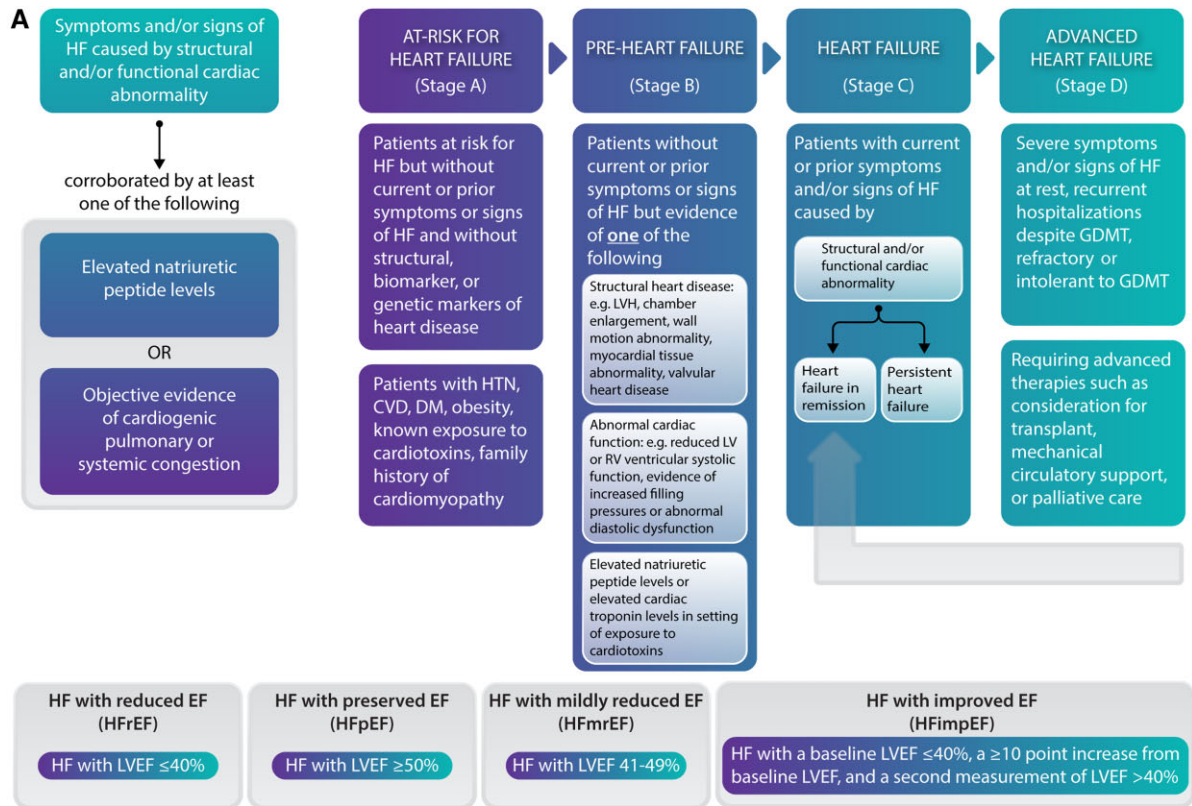 A
Symptoms and/or signs of
HF caused by structural
and/or functional cardiac
abnormality
corroborated by at least
one of the following
Elevated natriuretic
peptide levels
OR
Objective evidence
of cardiogenic
pulmonary or
systemic congestion
AT-RISK FOR
HEART FAILURE
(Stage A)
Patients at risk for
HF but without
current or prior
symptoms or signs
of HF and without
structural,
biomarker, or
genetic markers of
heart disease
Patients with HTN,
CVD, DM, obesity,
known exposure to
cardiotoxins, family
history of
cardiomyopathy
PRE-HEART FAILURE
(Stage B)
Patients without
current or prior
symptoms or signs
of HF but evidence
of one of the
following
Structural heart disease:
e.g. LVH, chamber
enlargement, wall
motion abnormality,
myocardial tissue
abnormality, valvular
heart disease
Abnormal cardiac
function: e.g. reduced LV
or RV ventricular systolic
function, evidence of
increased filling
pressures or abnormal
diastolic dysfunction
Elevated natriuretic
peptide levels or
elevated cardiac
troponin levels in setting
of exposure to
cardiotoxins
HEART FAILURE
(Stage C)
Patients with current
or prior symptoms
and/or signs of HF
caused by
Structural and/or
functional cardiac
abnormality
Heart
failure in
remission
Persistent
heart
failure
ADVANCED
HEART FAILURE
(Stage D)
Severe symptoms
and/or signs of HF
at rest, recurrent
hospitalizations
despite GDMT,
refractory or
intolerant to GDMT
Requiring advanced
therapies such as
consideration for
transplant,
mechanical
circulatory support,
or palliative care
HF with reduced EF
(HFrEF)
HF with LVEF ≤40%
HF with preserved EF
(HFpEF)
HF with LVEF ≥50%
HF with mildly reduced EF
(HFmrEF)
HF with LVEF 41-49%
HF with improved EF
(HFimpEF)
HF with a baseline LVEF ≤40%, a ≥10 point increase from
baseline LVEF, and a second measurement of LVEF >40%